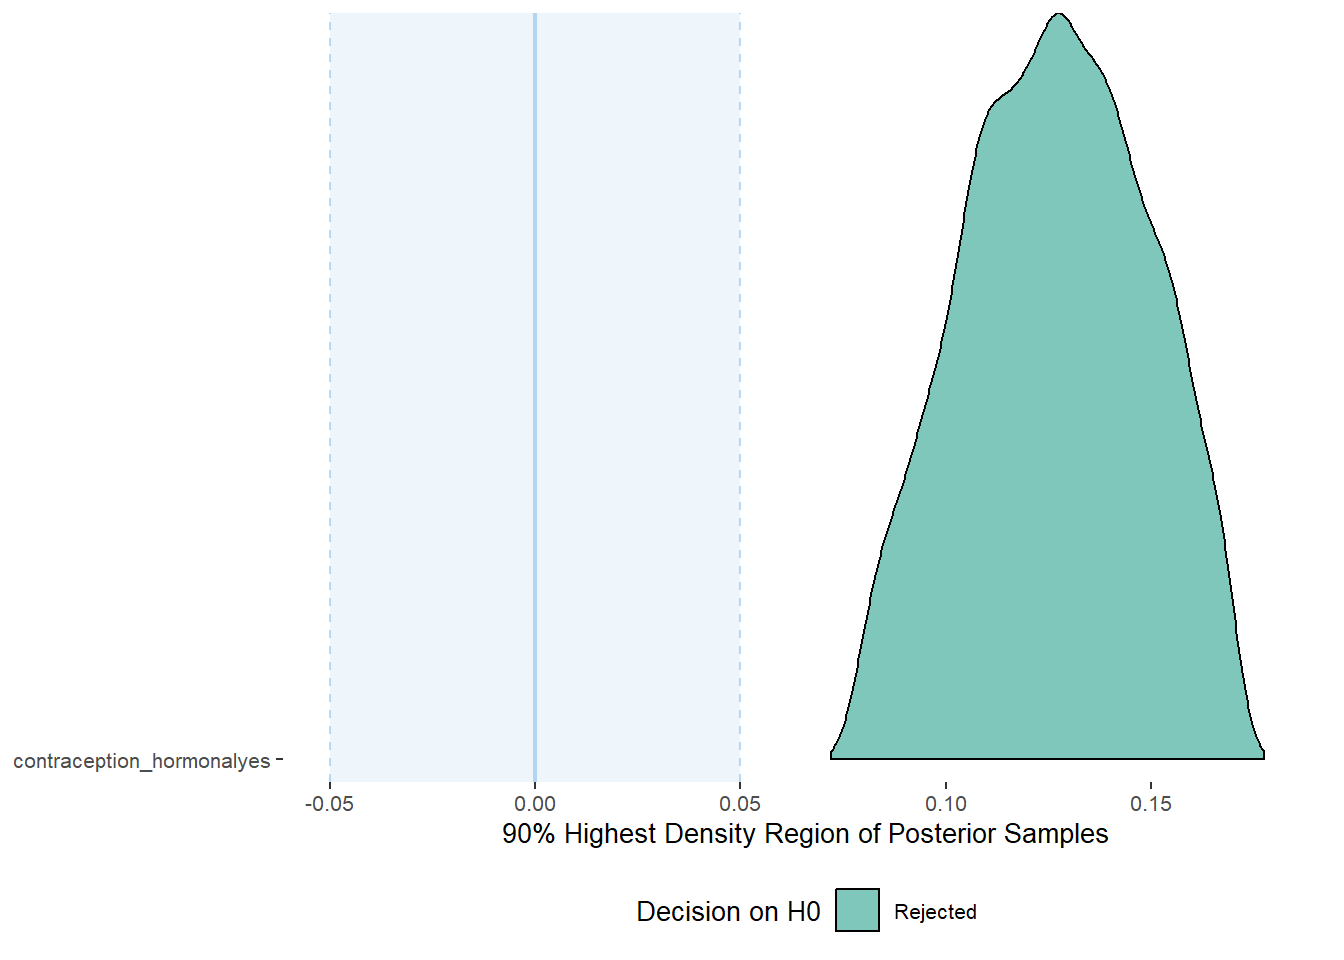 contraception_hormonalyes
-0.05 0.00 0.05 0.10 0.15
90% Highest Density Region of Posterior Samples
Decision on H0 Rejected